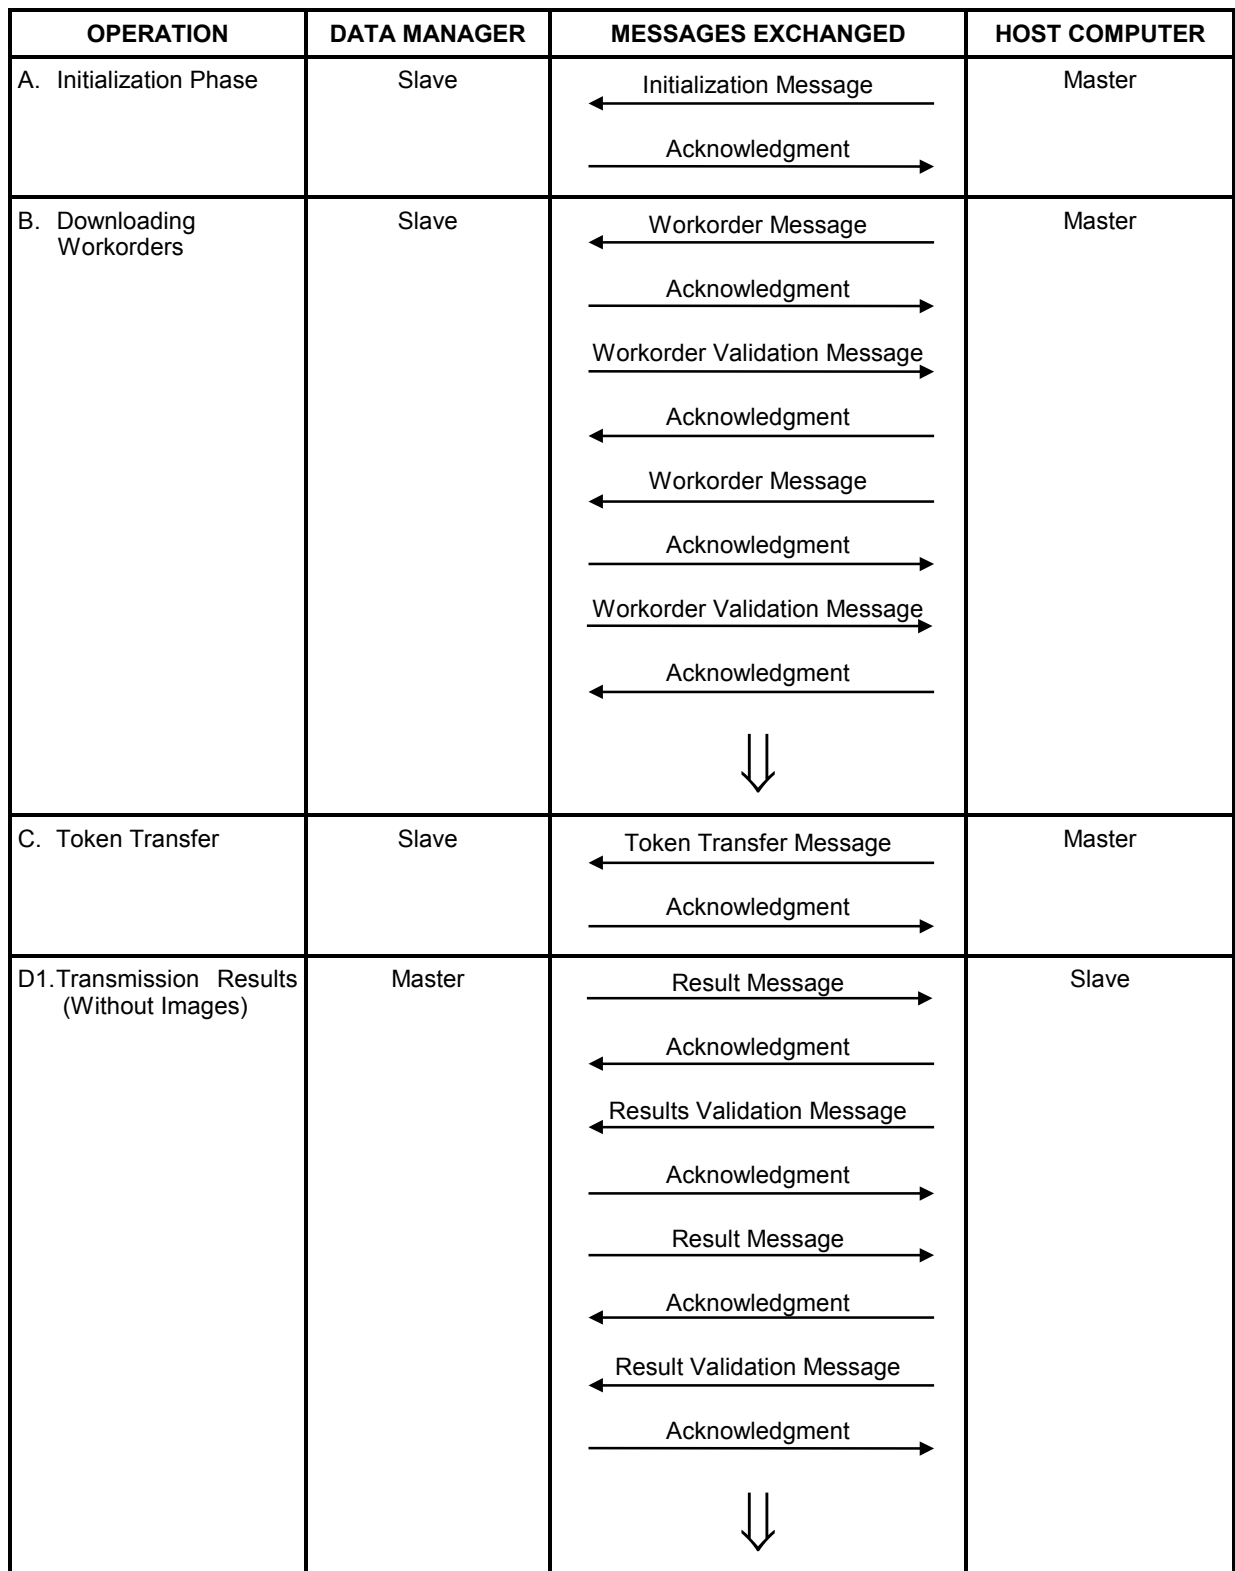 OPERATION DATA MANAGER MESSAGES EXCHANGED HOST COMPUTER
A. Initialization Phase Slave Initialization Message Master
Acknowledgment
B. Downloading Slave Workorder Message Master
Workorders
Acknowledgment
Workorder Validation Message
Acknowledgment
Workorder Message
Acknowledgment
Workorder Validation Message
Acknowledgment
C. Token Transfer Slave Token Transfer Message Master
Acknowledgment
D1. Transmission Results Master Result Message Slave
(Without Images)
Acknowledgment
Results Validation Message
Acknowledgment
Result Message
Acknowledgment
Result Validation Message
Acknowledgment